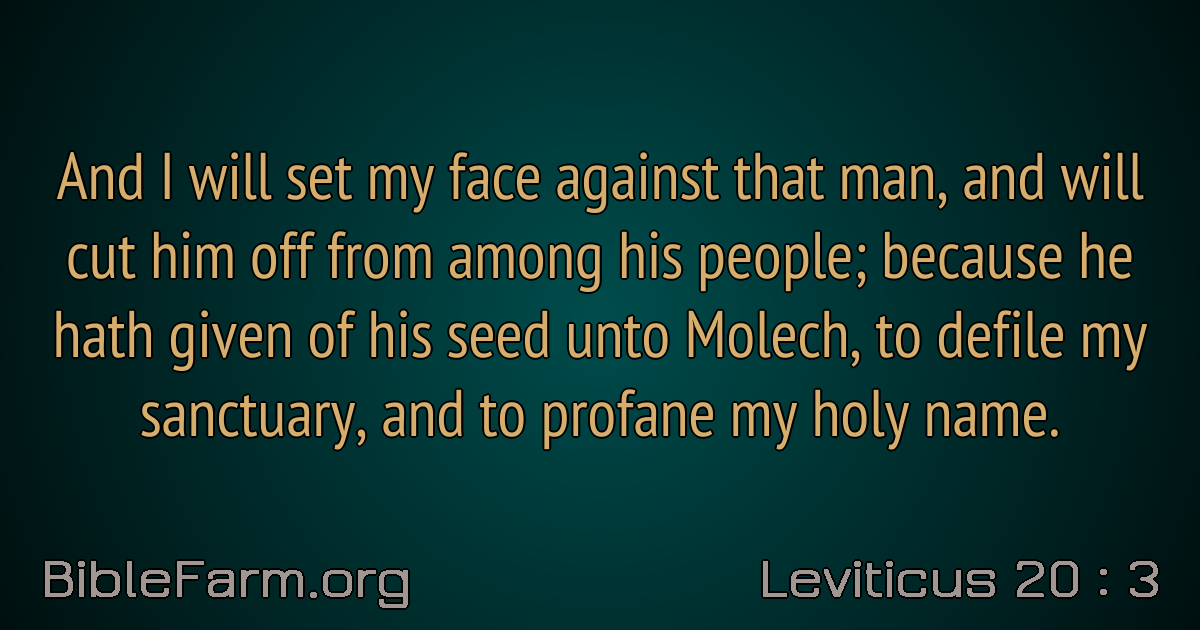 And I will set my face against that man, and will
cut him off from among his people; because he
hath given of his seed unto Molech, to defile my
sanctuary, and to profane my holy name.
BibleFarm.org
Leviticus 20 : 3